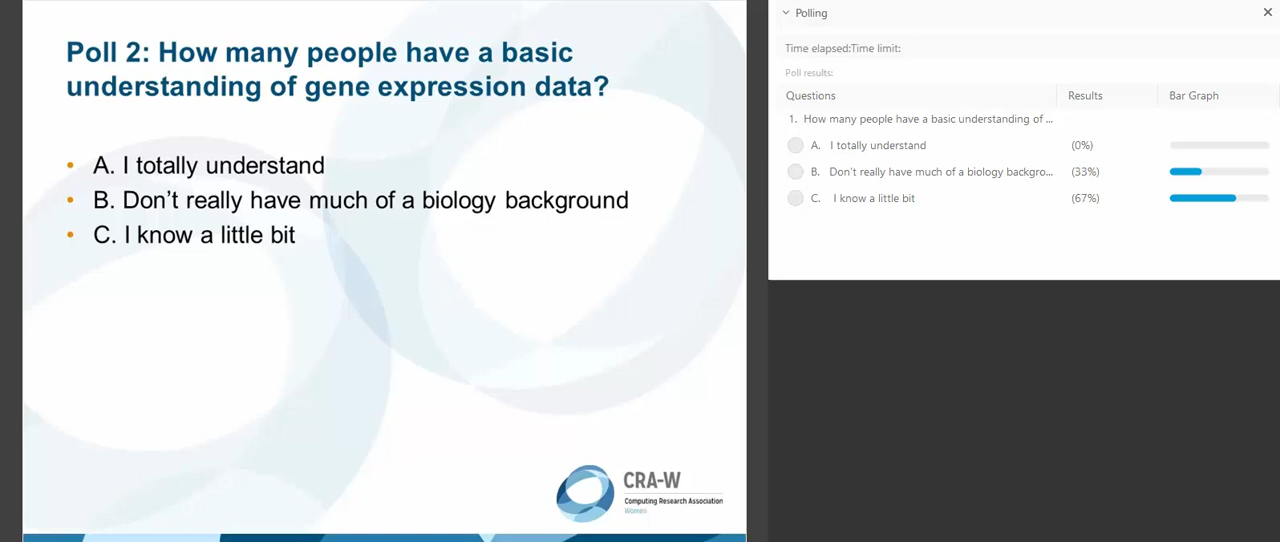 Poll 2: How many people have a basic
understanding of gene expression data?
• A. I totally understand
• B. Don’t really have much of a biology background
• C. I know a little bit
CRA-W
Computing Research Association
Women
Polling
Time elapsed:Time limit:
Poll results:
Questions Results Bar Graph
1. How many people have a basic understanding of ...
A. I totally understand (0%)
B. Don’t really have much of a biology backgro... (33%)
C. I know a little bit (67%)